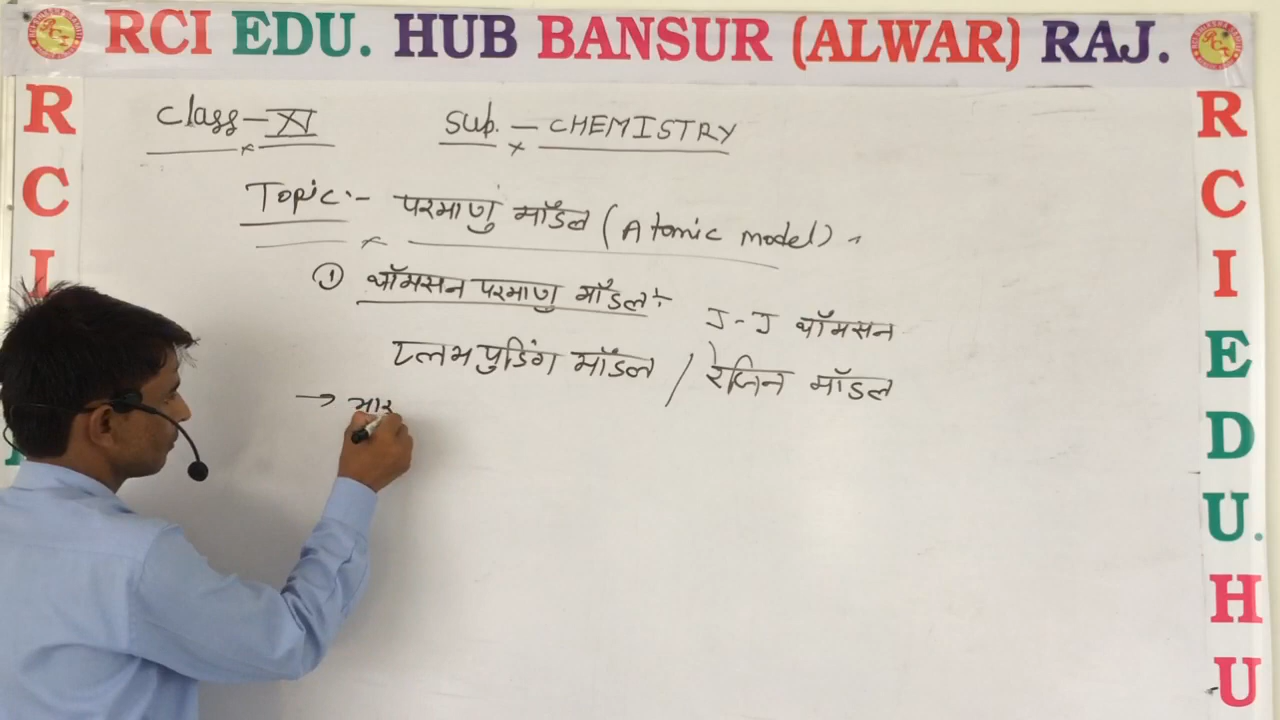 RCI EDU. HUB BANSUR (ALWAR) RAJ.
Class - XI
Sub. - CHEMISTRY
Topic :- परमाणु मॉडल (Atomic model)
① थॉमसन परमाणु मॉडल :-
J-J थॉमसन
प्लम पुडिंग मॉडल / रेजिन मॉडल
→ भार
R
C
I
R
C
I
E
D
U.
H
U